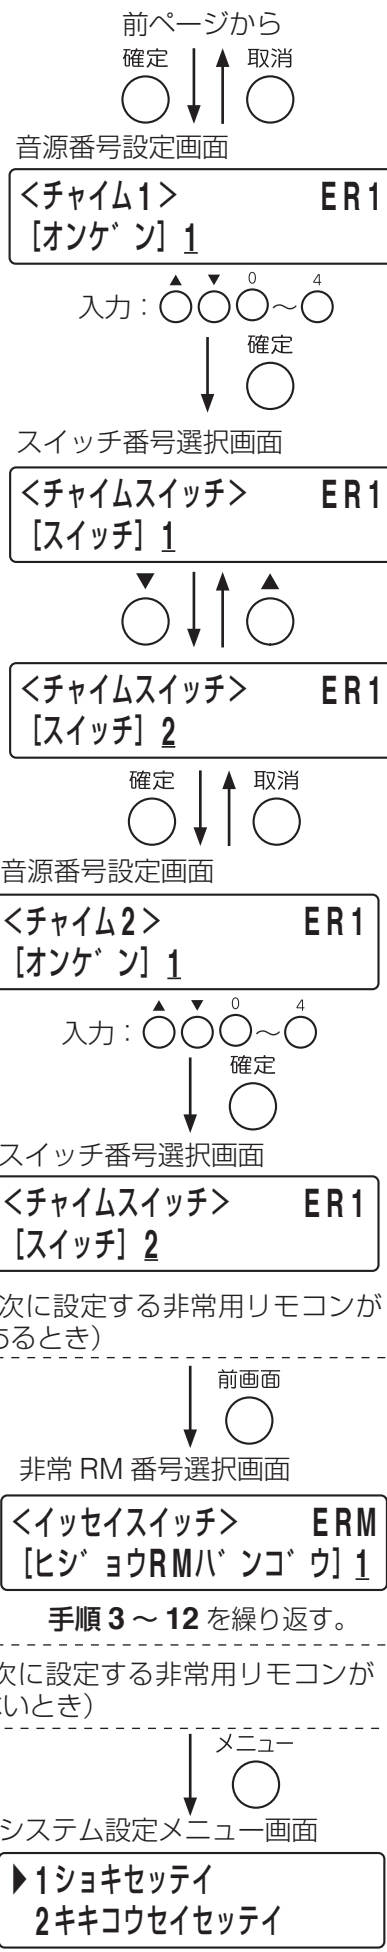 前ページから
確定 取消
音源番号設定画面
<チャイム1> ER1
[オンゲン] 1
▲ ▼ 0 4
入力： ～
確定
スイッチ番号選択画面
<チャイムスイッチ> ER1
[スイッチ] 1
▼ ▲
<チャイムスイッチ> ER1
[スイッチ] 2
確定 取消
音源番号設定画面
<チャイム2> ER1
[オンゲン] 1
▲ ▼ 0 4
入力： ～
確定
スイッチ番号選択画面
<チャイムスイッチ> ER1
[スイッチ] 2
次に設定する非常用リモコンが
あるとき）
前画面
非常 RM 番号選択画面
<イッセイスイッチ> ERM
[ヒジョウRMバンゴウ] 1
手順 3 ～ 12 を繰り返す。
次に設定する非常用リモコンが
ないとき）
メニュー
システム設定メニュー画面
▶1ショキセッテイ
2キキコウセイセッテイ